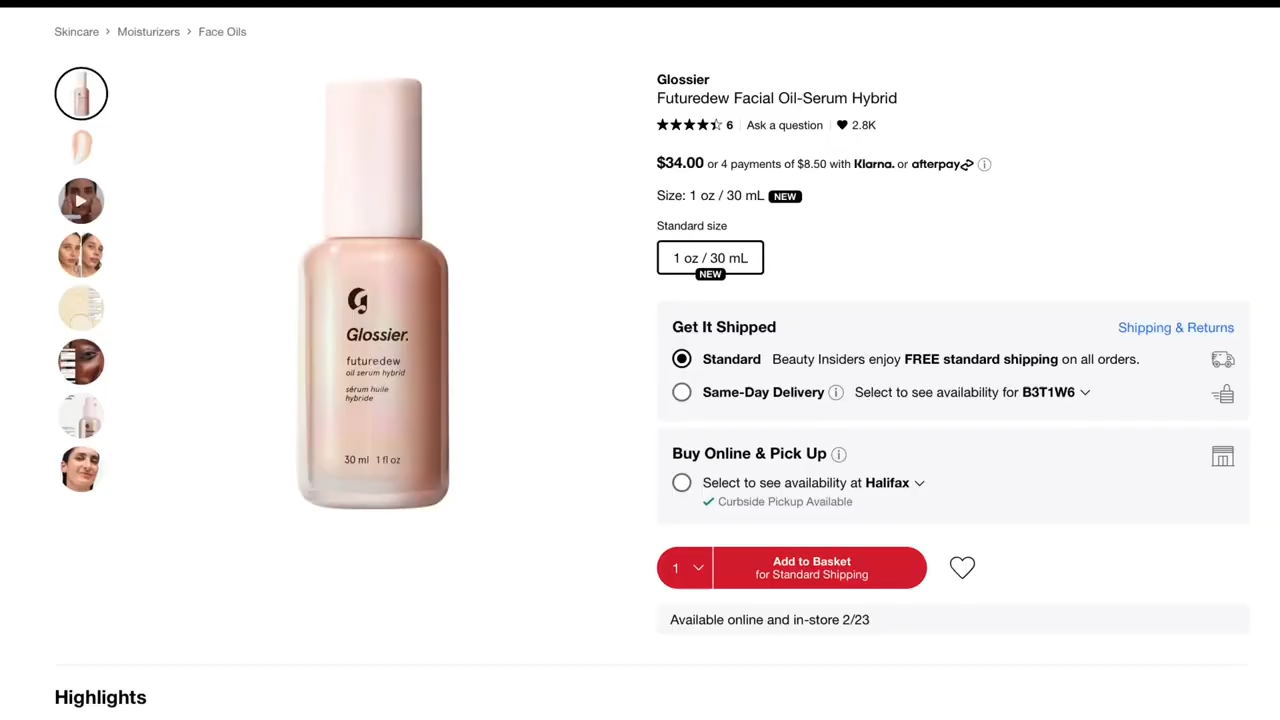 Skincare > Moisturizers > Face Oils
Glossier.
futuredew
oil serum hybrid
sérum huile
hybride
30 ml 1 fl oz
Glossier
Futuredew Facial Oil-Serum Hybrid
6 Ask a question 2.8K
$34.00 or 4 payments of $8.50 with Klarna. or afterpay
Size: 1 oz / 30 mL NEW
Standard size
1 oz / 30 mL
NEW
Get It Shipped Shipping & Returns
Standard Beauty Insiders enjoy FREE standard shipping on all orders.
Same-Day Delivery Select to see availability for B3T1W6
Buy Online & Pick Up
Select to see availability at Halifax
Curbside Pickup Available
1 Add to Basket
for Standard Shipping
Available online and in-store 2/23
Highlights